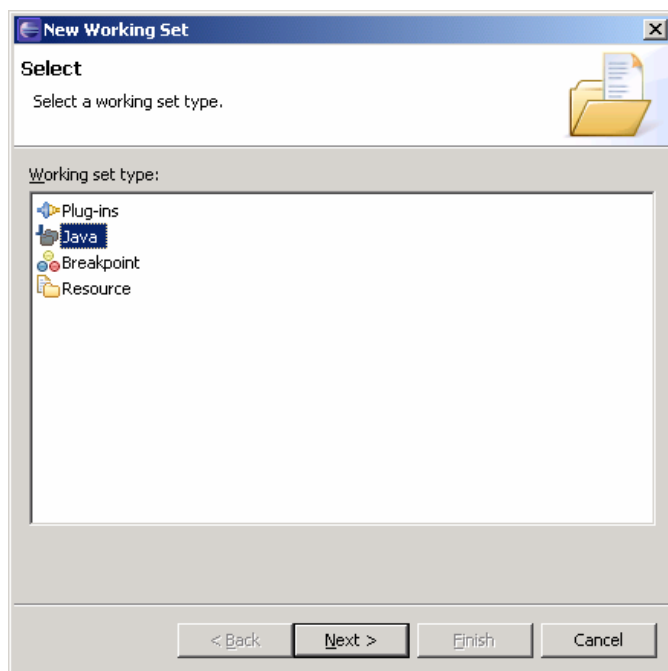 New Working Set
Select
Select a working set type.
Working set type:
Plug-ins
Java
Breakpoint
Resource
< Back Next > Finish Cancel